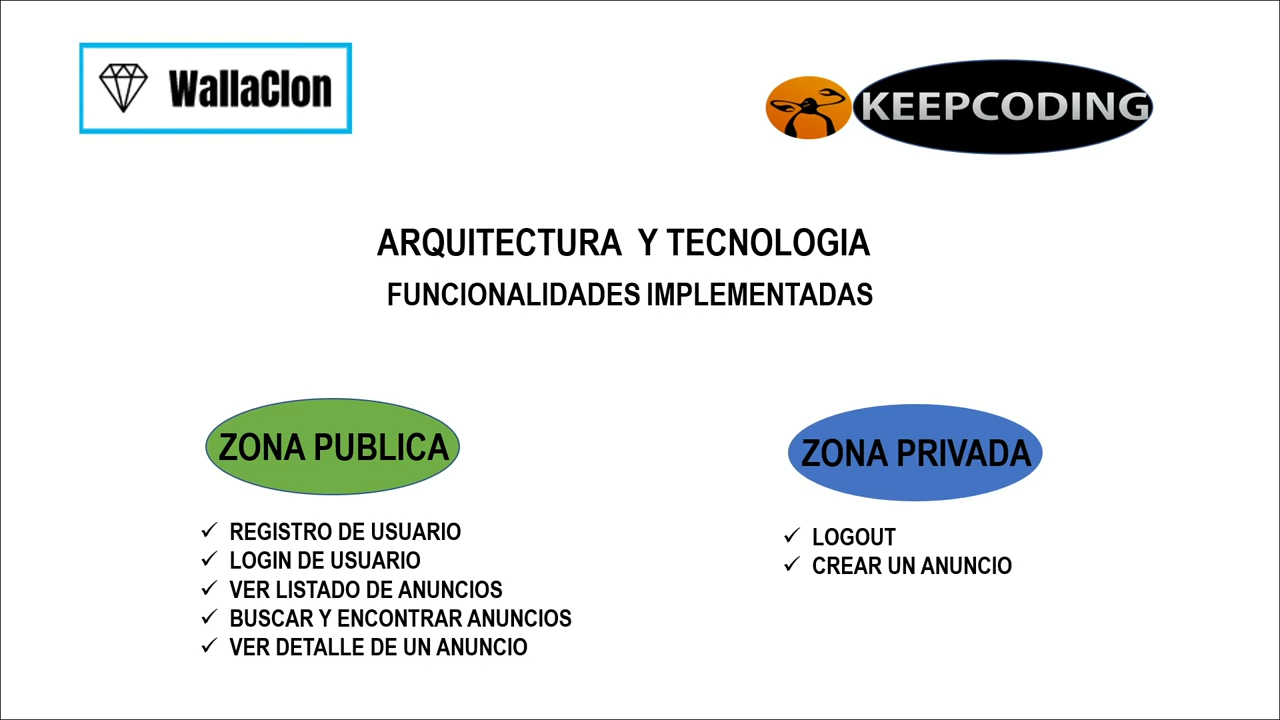 WallaClon
KEEPCODING
ARQUITECTURA Y TECNOLOGIA
FUNCIONALIDADES IMPLEMENTADAS
ZONA PUBLICA
REGISTRO DE USUARIO
LOGIN DE USUARIO
VER LISTADO DE ANUNCIOS
BUSCAR Y ENCONTRAR ANUNCIOS
VER DETALLE DE UN ANUNCIO
ZONA PRIVADA
LOGOUT
CREAR UN ANUNCIO